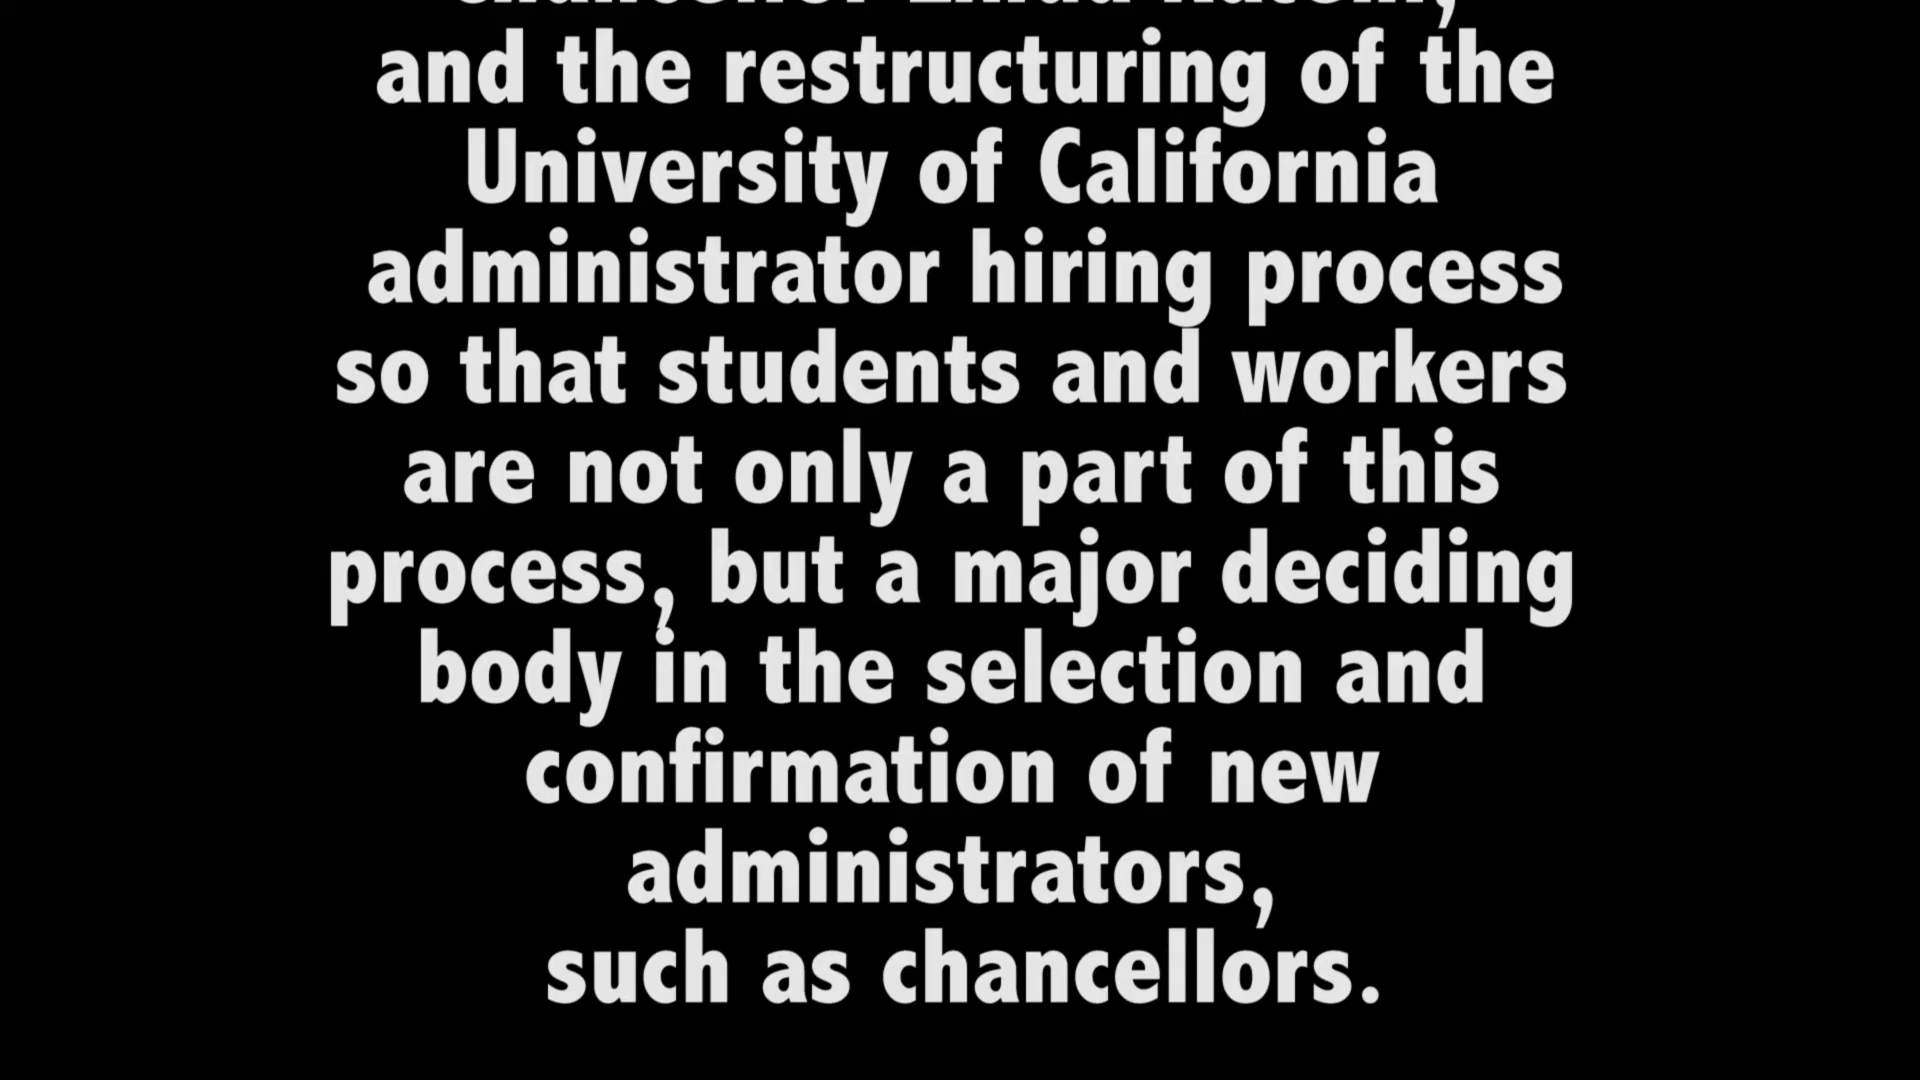 and the restructuring of the
University of California
administrator hiring process
so that students and workers
are not only a part of this
process, but a major deciding
body in the selection and
confirmation of new
administrators,
such as chancellors.